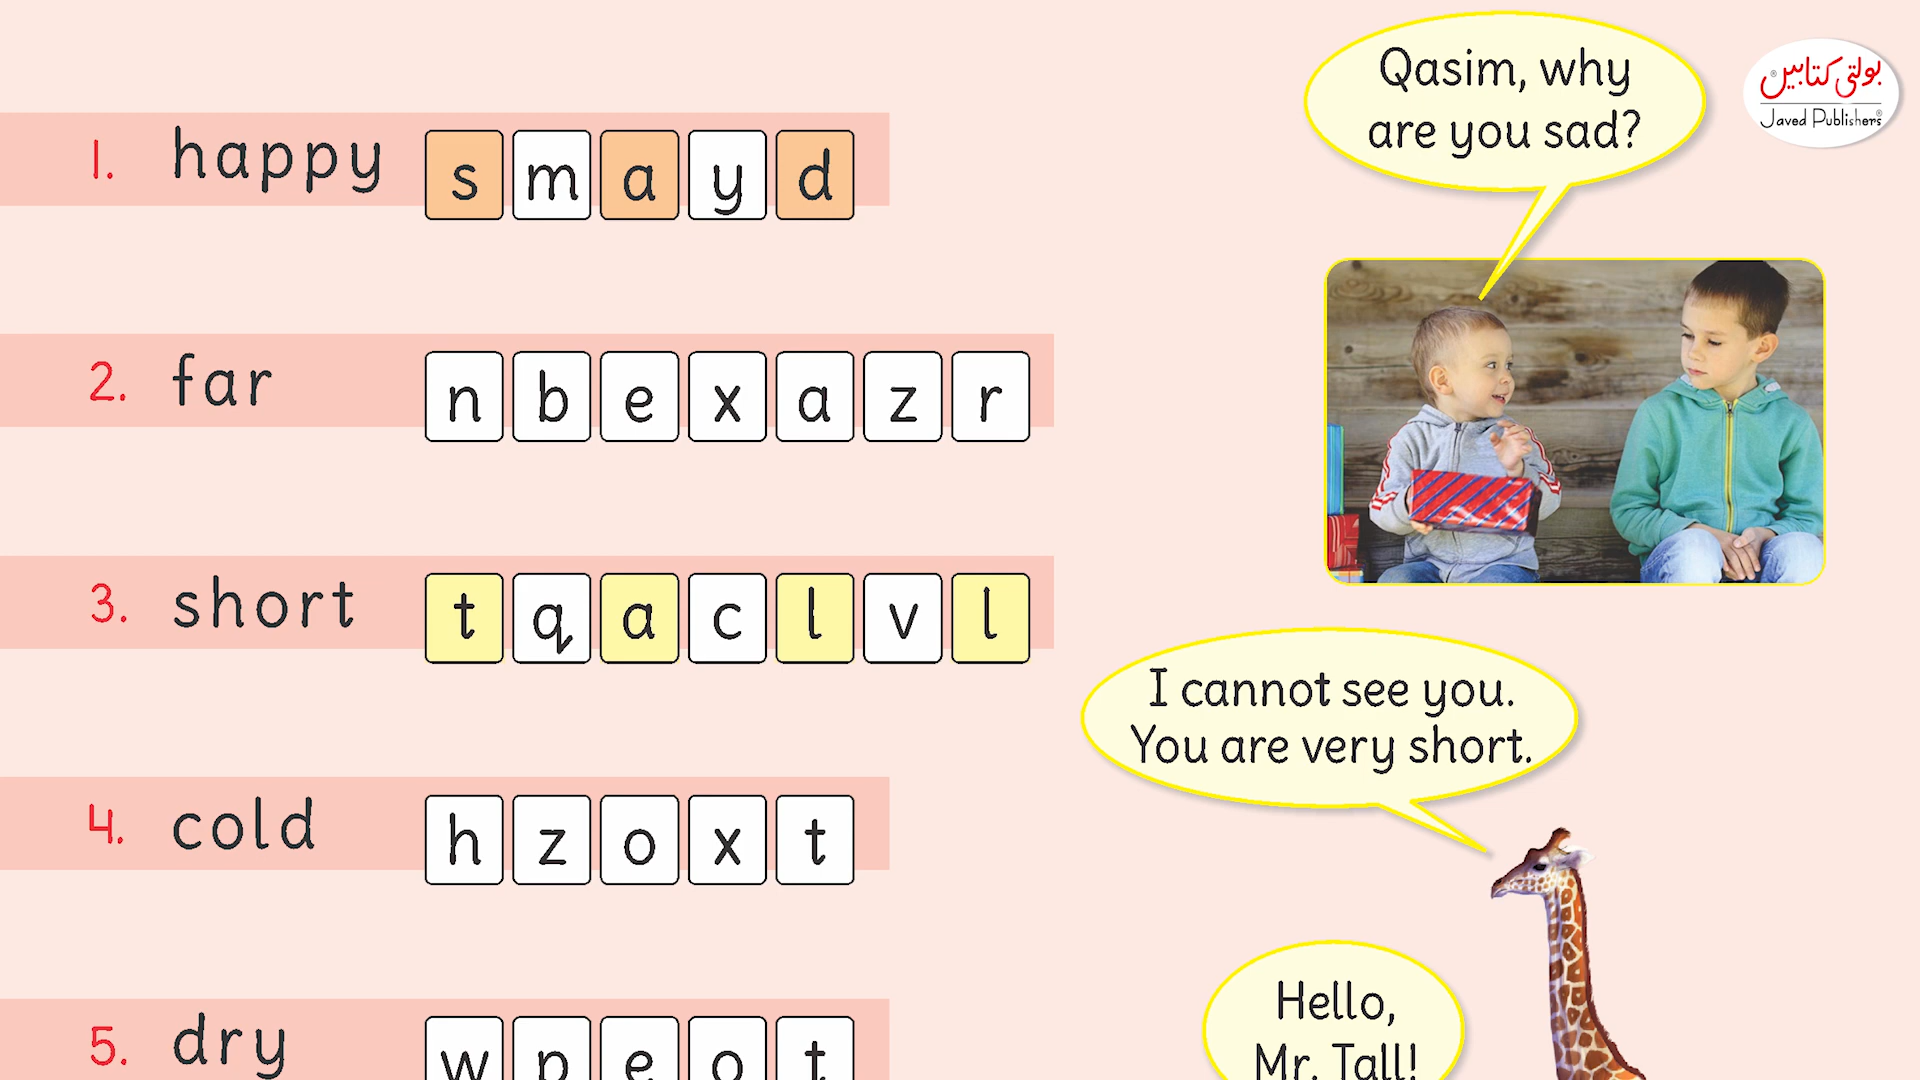 1. happy s m a y d
2. far n b e x a z r
3. short t q a c l v l
4. cold h z o x t
5. dry w p e o t
Qasim, why
are you sad?
بولتی کتابیں®
Javed Publishers®
I cannot see you.
You are very short.
Hello,
Mr. Tall!